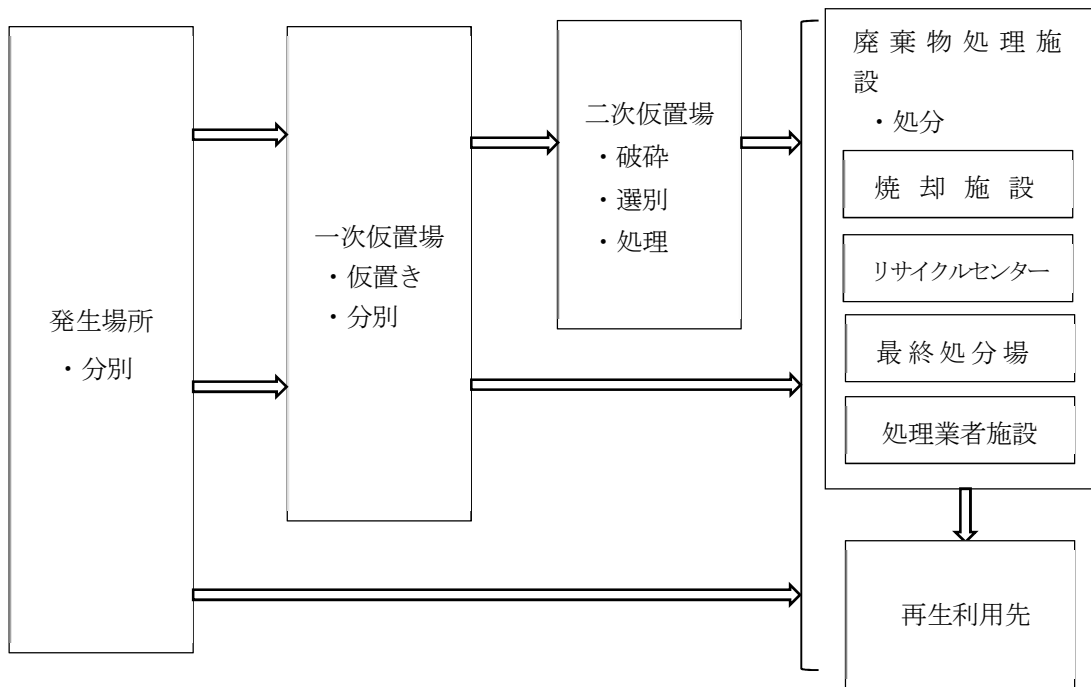 発生場所
・分別
一次仮置場
・仮置き
・分別
二次仮置場
・破砕
・選別
・処理
廃棄物処理施
設
・処分
焼却施設
リサイクルセンター
最終処分場
処理業者施設
再生利用先